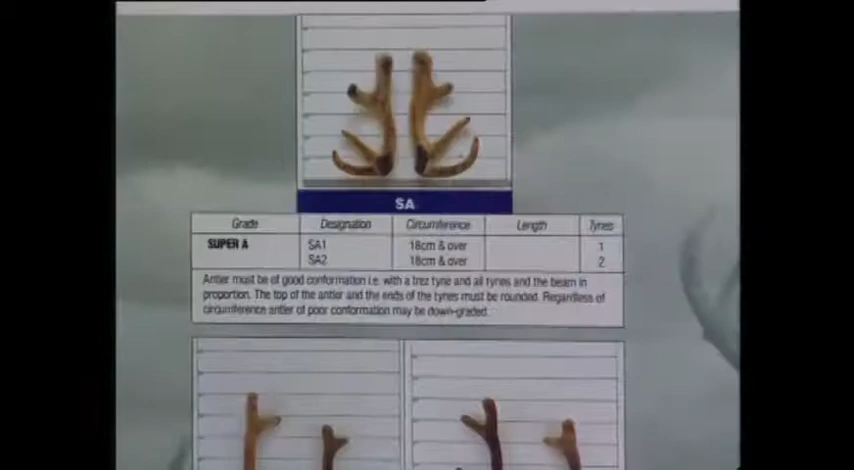 SA
Grade Designation Circumference Length Tynes
SUPER A SA1 18cm & over 1
SA2 18cm & over 2
Antler must be of good conformation i.e. with a trez tyne and all tynes and the beam in
proportion. The top of the antler and the ends of the tynes must be rounded. Regardless of
circumference antler of poor conformation may be down-graded.